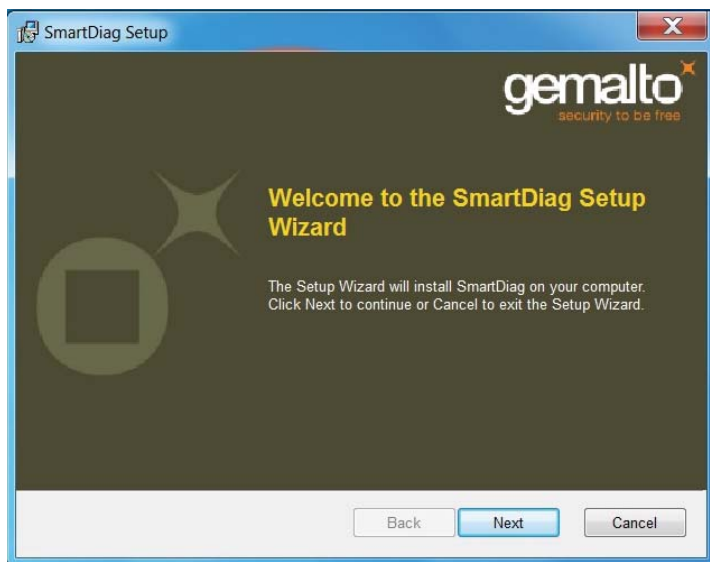 SmartDiag Setup
gemalto
security to be free
Welcome to the SmartDiag Setup
Wizard
The Setup Wizard will install SmartDiag on your computer.
Click Next to continue or Cancel to exit the Setup Wizard.
Back Next Cancel